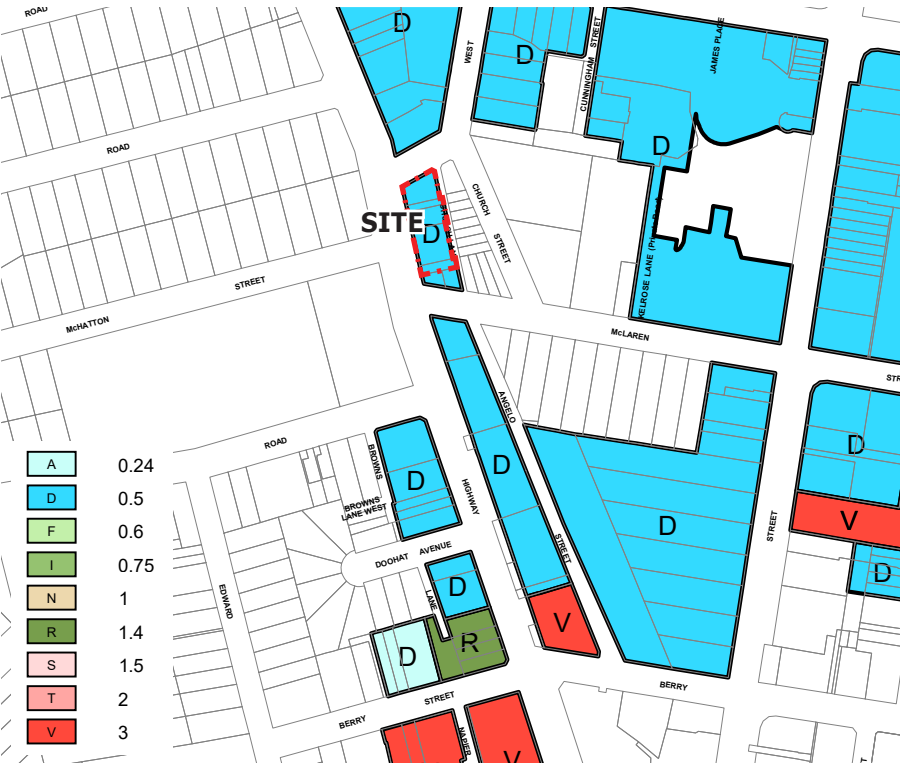 ROAD
D
WEST
D
CUNNINGHAM STREET
JAMES PLACE
D
ROAD
CHURCH
STREET
SITE
D
STREET
McHATTON
McLAREN
STR
ANGELO
D
ROAD
BROWNS
D
D
BROWNS
LANE WEST
HIGHWAY
D
V
STREET
D
DOOHAT AVENUE
STREET
D
EDWARD
LANE
V
D
R
BERRY
STREET
BERRY
NAPIER
V
A 0.24
D 0.5
F 0.6
I 0.75
N 1
R 1.4
S 1.5
T 2
V 3